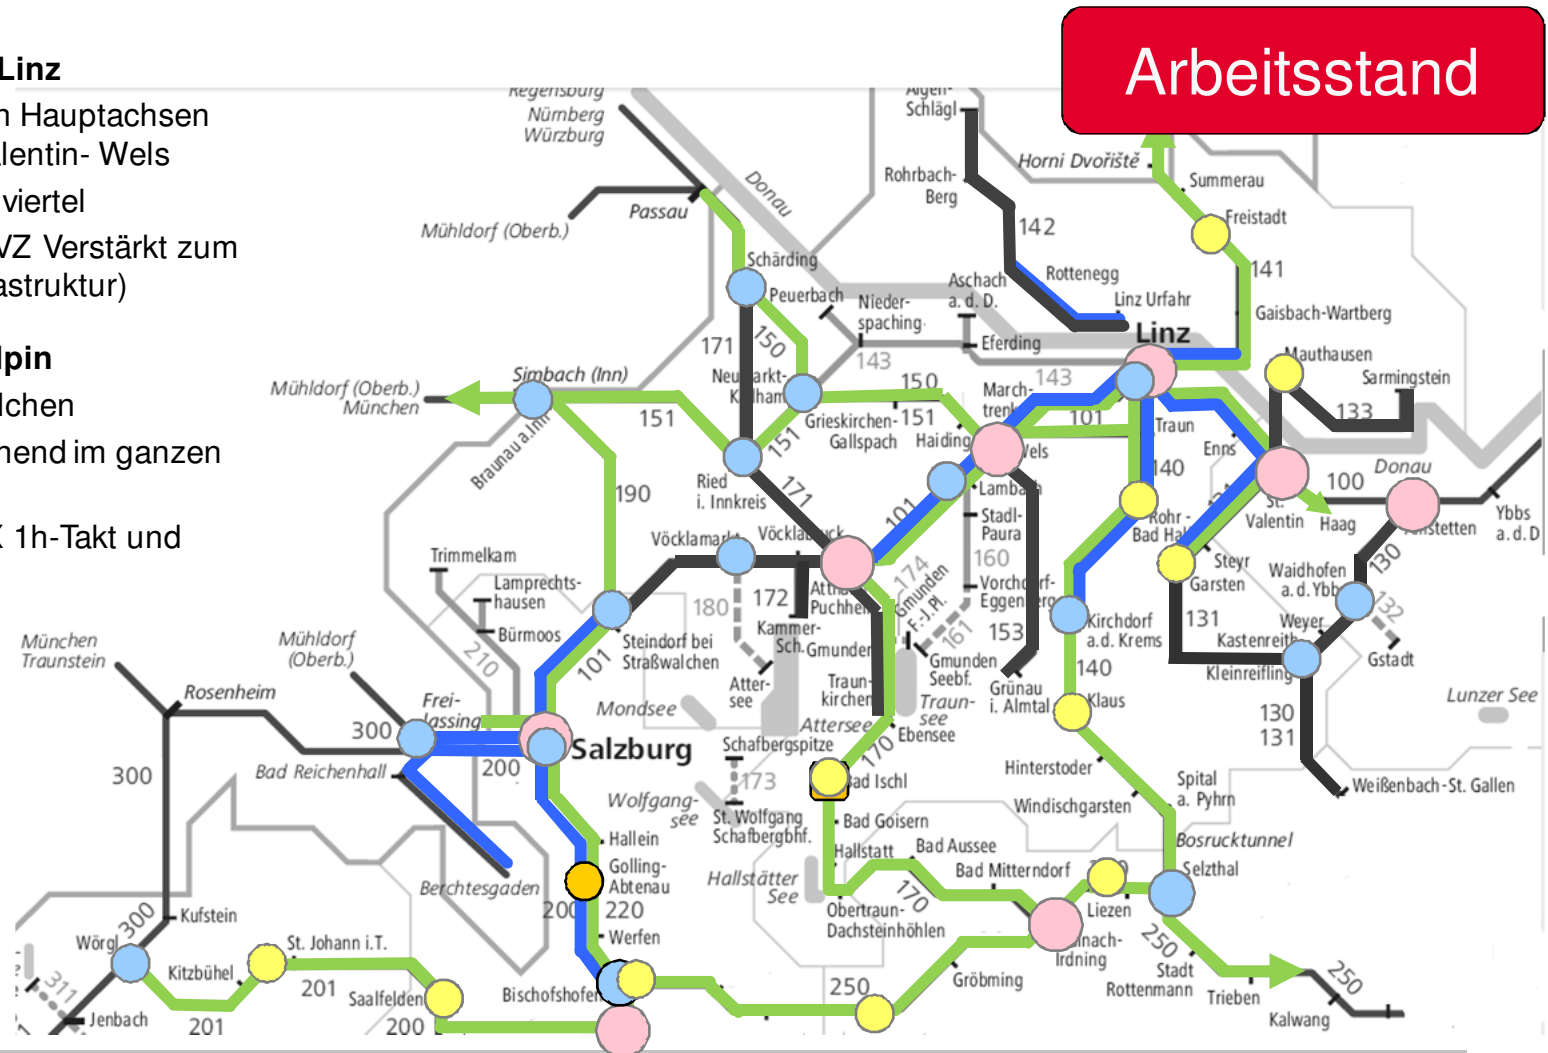 Arbeitsstand
Linz
n Hauptachsen
alentin- Wels
viertel
VZ Verstärkt zum
astruktur)
lpin
lchen
nend im ganzen
X 1h-Takt und
Regensburg
Nürnberg
Würzburg
Donau
Passau
Mühldorf (Oberb.)
Schlägl
Rohrbach-
Berg
142
Horni Dvořiště
Summerau
Freistadt
141
Gaisbach-Wartberg
Rottenegg
Linz Urfahr
Linz
Aschach
a. d. D.
Eferding
Schärding
Peuerbach
Nieder-
spaching
143
143
171
150
Simbach (Inn)
Mühldorf (Oberb.)
München
Braunau a.Inn
151
151
150
151
Grieskirchen-
Gallspach
Haiding
March-
trenk
101
Traun
Enns
Mauthausen
Sarmingstein
133
Donau
100
Ybbs
a.d.D
Haag
St.
Valentin
Ried
i. Innkreis
171
190
Vöcklamarkt
Vöcklabruck
101
Lambach
Stadl-
Paura
160
140
Rohr -
Bad Hall
Steyr
Garsten
131
Waidhofen
a. d. Ybbs
130
132
Gstadt
Weyer
Kastenreith
Kleinreifling
130
131
Weißenbach-St. Gallen
Lunzer See
Trimmelkam
Lamprechts-
hausen
Bürmoos
210
180
172
Puchheim
Kammer-
Sch.
174
Gmunden
F.-J. Pl.
161
Gmunden
Seebf.
Vorchdorf-
Eggenberg
153
Grünau
i. Almtal
Kirchdorf
a.d. Krems
140
Klaus
Steindorf bei
Straßwalchen
101
Atter-
see
Gmunden
Traun-
kirchen
Attersee
Traun-
see
Ebensee
Mondsee
München
Traunstein
Mühldorf
(Oberb.)
Rosenheim
Frei-
lassing
300
Salzburg
200
Bad Reichenhall
300
Schafbergspitze
173
Wolfgang-
see
St. Wolfgang
Schafbergbhf.
170
Bad Ischl
Bad Goisern
Hallstatt
Hallstätter
See
Obertraun-
Dachsteinhöhlen
Bad Aussee
170
Bad Mitterndorf
Hinterstoder
Windischgarsten
Spital
a. Pyhrn
Bosrucktunnel
Selzthal
Liezen
Irdning
250
Stadt
Rottenmann
Trieben
250
Kalwang
Gröbming
250
Hallein
Golling-
Abtenau
220
Werfen
Berchtesgaden
Bischofshofen
Kufstein
300
Wörgl
Kitzbühel
St. Johann i.T.
201
201
Saalfelden
200
311
Jenbach